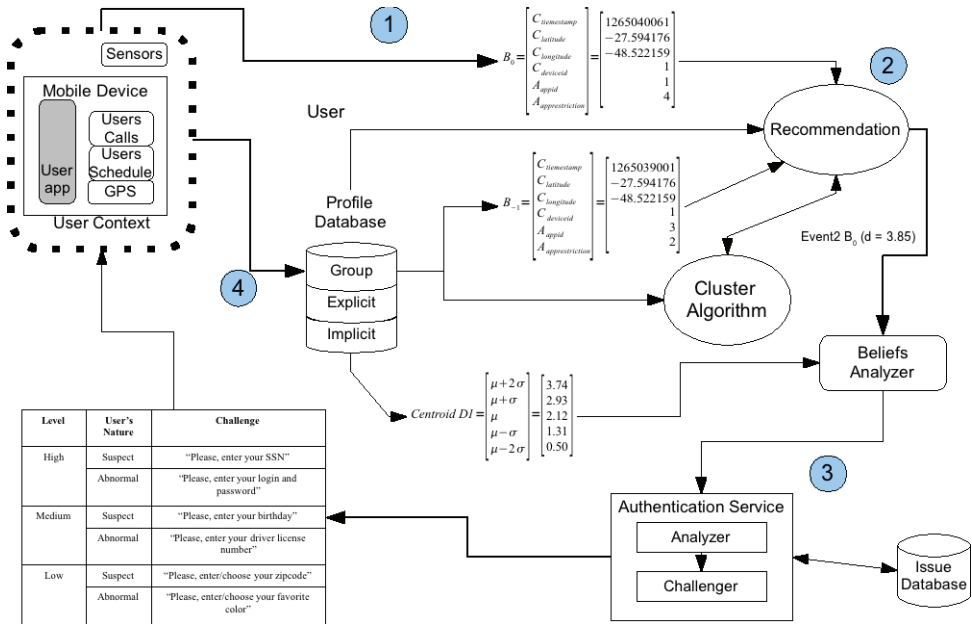 1
Sensors
Mobile Device
User
app
Users
Calls
Users
Schedule
GPS
User Context
B0 = [Ctiemestamp Clatitude Clongitude Cdeviceid Aappid Aapprestriction] = [1265040061 −27.594176 −48.522159 1 1 4]
2
User
Recommendation
Profile
Database
Group
Explicit
Implicit
4
B−1 = [Ctiemestamp Clatitude Clongitude Cdeviceid Aappid Aapprestriction] = [1265039001 −27.594176 −48.522159 1 3 2]
Event2 B0 (d = 3.85)
Cluster
Algorithm
Beliefs
Analyzer
Centroid D1 = [μ+2σ μ+σ μ μ−σ μ−2σ] = [3.74 2.93 2.12 1.31 0.50]
3
Authentication Service
Analyzer
Challenger
Issue
Database
Level User's Nature Challenge
High Suspect “Please, enter your SSN”
Abnormal “Please, enter your login and
password”
Medium Suspect “Please, enter your birthday”
Abnormal “Please, enter your driver license
number”
Low Suspect “Please, enter/choose your zipcode”
Abnormal “Please, enter/choose your favorite
color”